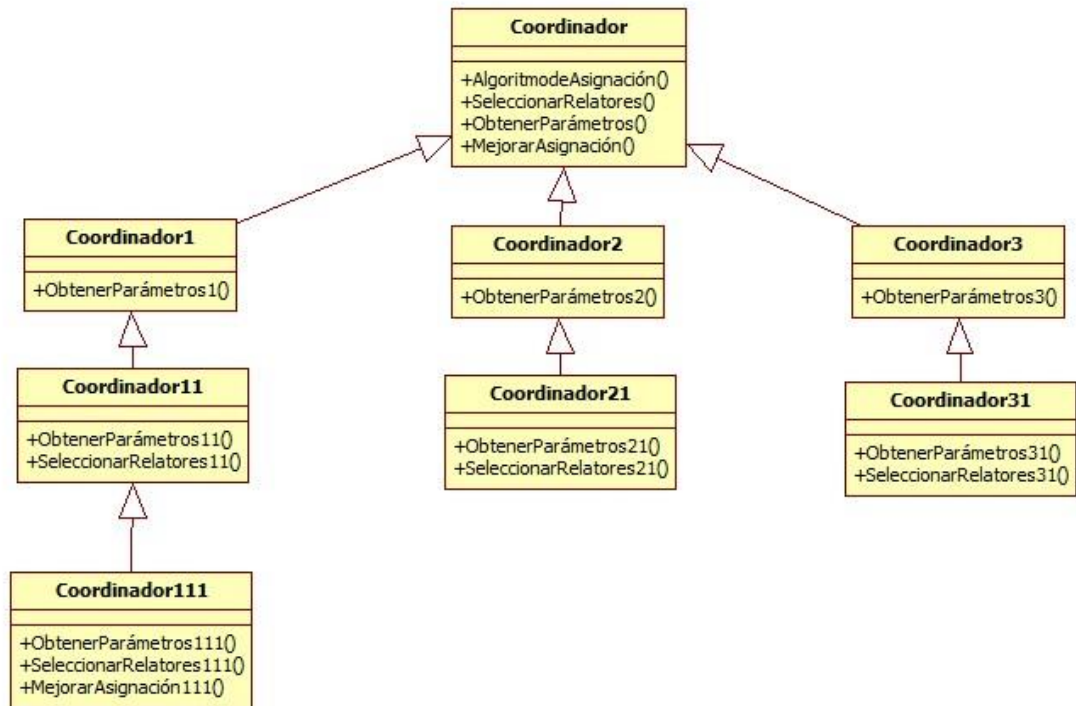 Coordinador
+AlgoritmodeAsignación()
+SeleccionarRelatores()
+ObtenerParámetros()
+MejorarAsignación()
Coordinador1
+ObtenerParámetros1()
Coordinador2
+ObtenerParámetros2()
Coordinador3
+ObtenerParámetros3()
Coordinador11
+ObtenerParámetros11()
+SeleccionarRelatores11()
Coordinador21
+ObtenerParámetros21()
+SeleccionarRelatores21()
Coordinador31
+ObtenerParámetros31()
+SeleccionarRelatores31()
Coordinador111
+ObtenerParámetros111()
+SeleccionarRelatores111()
+MejorarAsignación111()